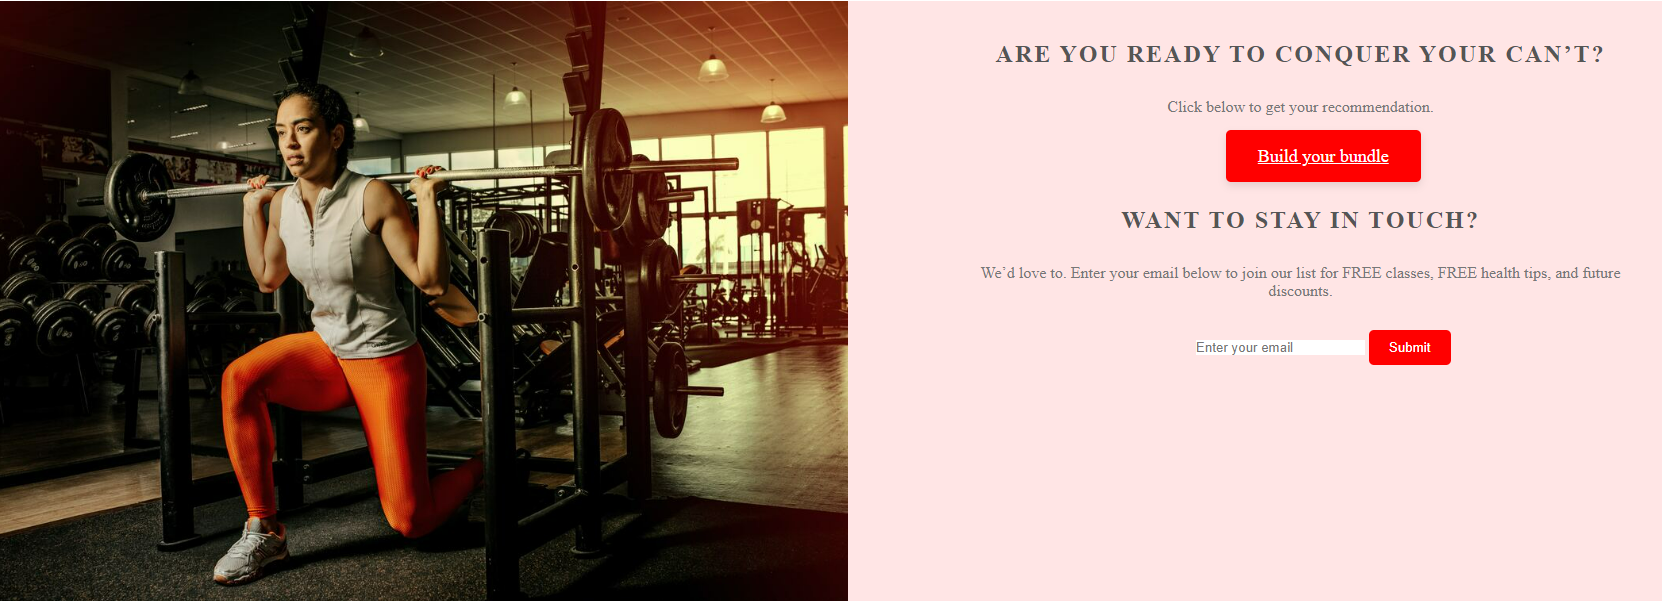 ARE YOU READY TO CONQUER YOUR CAN’T?
Click below to get your recommendation.
Build your bundle
WANT TO STAY IN TOUCH?
We’d love to. Enter your email below to join our list for FREE classes, FREE health tips, and future
discounts.
Enter your email Submit